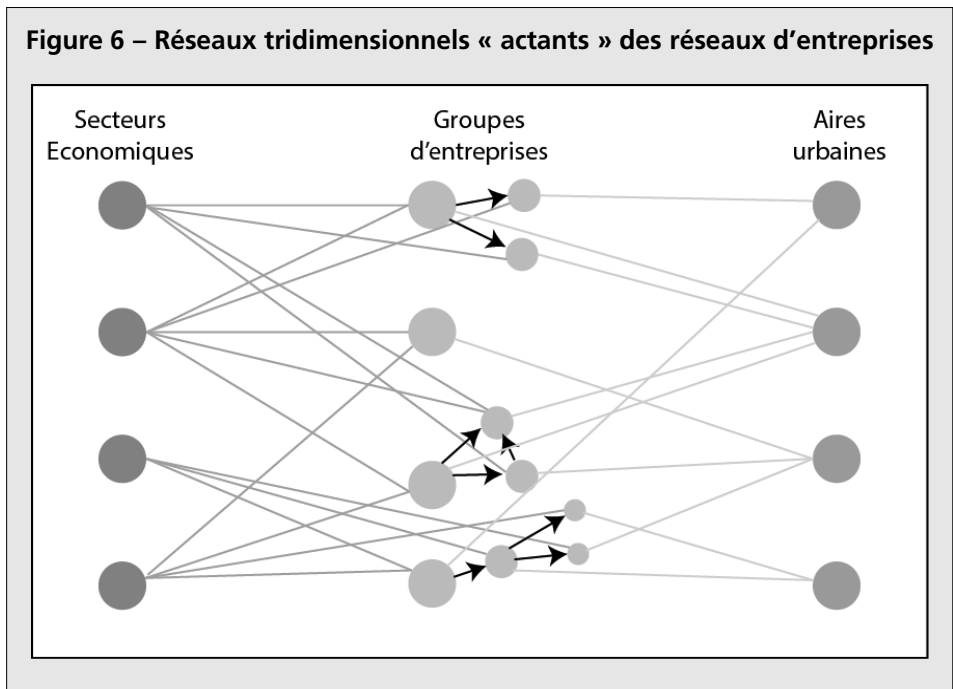 Figure 6 – Réseaux tridimensionnels « actants » des réseaux d’entreprises
Secteurs
Economiques
Groupes
d’entreprises
Aires
urbaines